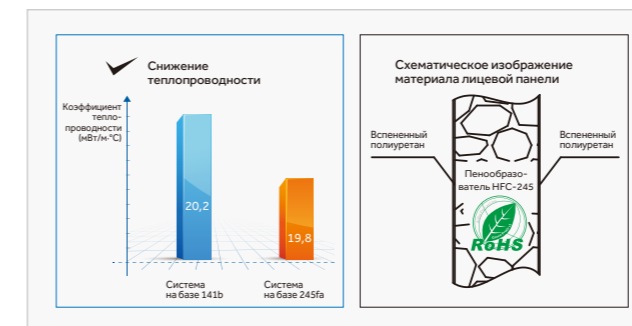 Снижение
теплопроводности
Коэффициент
тепло-
проводности
(мВт/м·°C)
20,2
19,8
Система
на базе 141b
Система
на базе 245fa
Схематическое изображение
материала лицевой панели
Вспененный
полиуретан
Вспененный
полиуретан
Пенообразо-
ватель HFC-245
RoHS